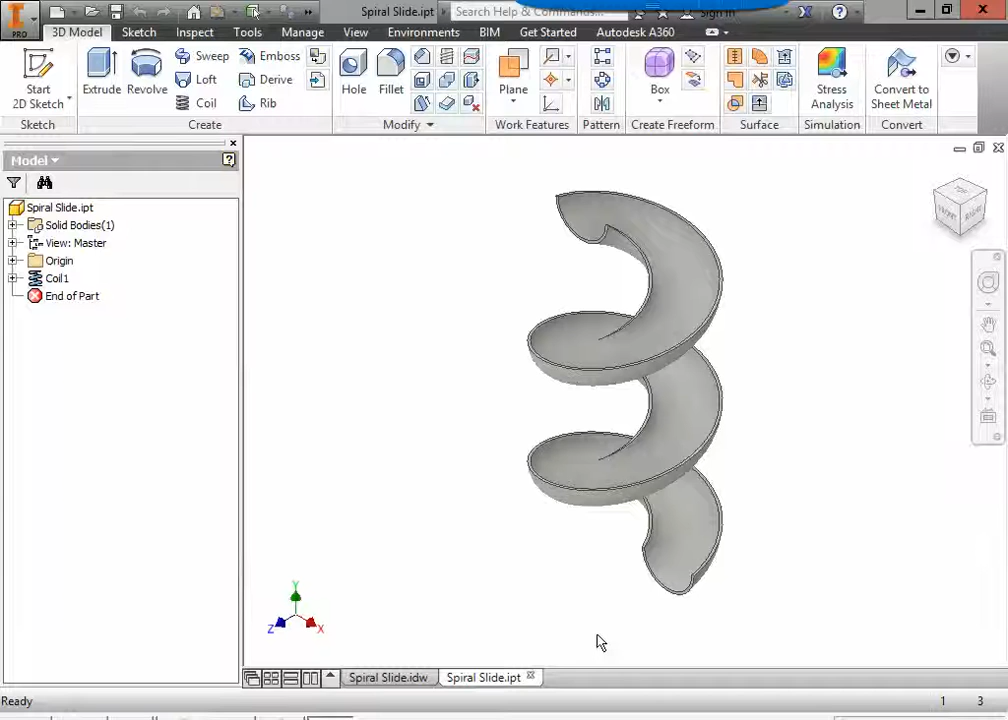 Spiral Slide.ipt
Search Help & Commands...
Sign In
PRO
3D Model Sketch Inspect Tools Manage View Environments BIM Get Started Autodesk A360
Start 2D Sketch
Extrude
Revolve
Sweep
Loft
Coil
Emboss
Derive
Rib
Hole
Fillet
Plane
Box
Stress Analysis
Convert to Sheet Metal
Sketch Create Modify Work Features Pattern Create Freeform Surface Simulation Convert
Model
Spiral Slide.ipt
Solid Bodies(1)
View: Master
Origin
Coil1
End of Part
TOP
FRONT
RIGHT
Y
Z
X
Spiral Slide.idw
Spiral Slide.ipt
Ready
1 3